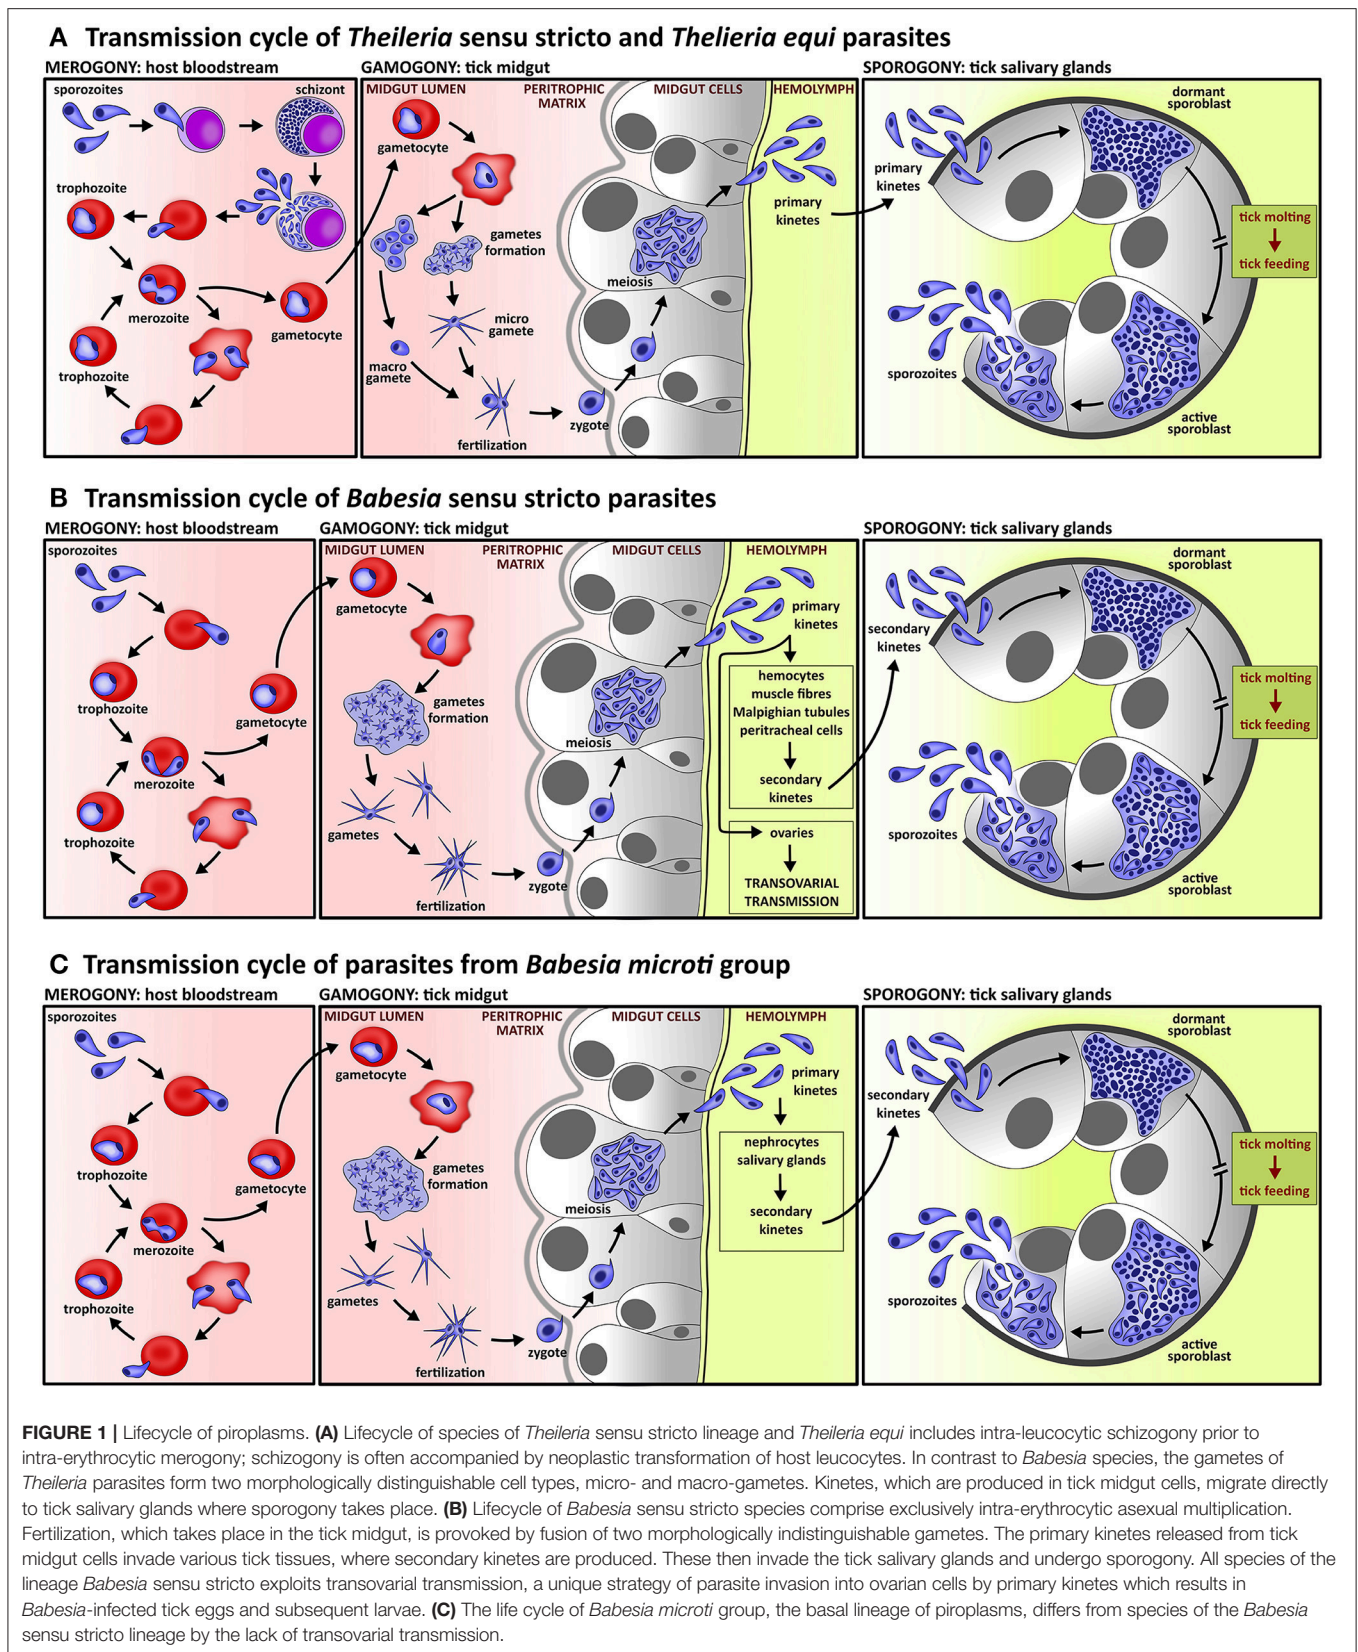 A Transmission cycle of Theileria sensu stricto and Thelieria equi parasites
MEROGONY: host bloodstream
sporozoites
schizont
trophozoite
merozoite
gametocyte
trophozoite
GAMOGONY: tick midgut
MIDGUT LUMEN
PERITROPHIC
MATRIX
MIDGUT CELLS
HEMOLYMPH
gametocyte
gametes
formation
micro
gamete
macro
gamete
fertilization
zygote
meiosis
primary
kinetes
SPOROGONY: tick salivary glands
dormant
sporoblast
primary
kinetes
tick molting
tick feeding
sporozoites
active
sporoblast
B Transmission cycle of Babesia sensu stricto parasites
MEROGONY: host bloodstream
sporozoites
trophozoite
gametocyte
merozoite
trophozoite
GAMOGONY: tick midgut
MIDGUT LUMEN
PERITROPHIC
MATRIX
MIDGUT CELLS
HEMOLYMPH
gametocyte
gametes
formation
gametes
fertilization
zygote
meiosis
primary
kinetes
hemocytes
muscle fibres
Malpighian tubules
peritracheal cells
secondary
kinetes
ovaries
TRANSOVARIAL
TRANSMISSION
SPOROGONY: tick salivary glands
dormant
sporoblast
secondary
kinetes
tick molting
tick feeding
sporozoites
active
sporoblast
C Transmission cycle of parasites from Babesia microti group
MEROGONY: host bloodstream
sporozoites
trophozoite
gametocyte
merozoite
trophozoite
GAMOGONY: tick midgut
MIDGUT LUMEN
PERITROPHIC
MATRIX
MIDGUT CELLS
HEMOLYMPH
gametocyte
gametes
formation
gametes
fertilization
zygote
meiosis
primary
kinetes
nephrocytes
salivary glands
secondary
kinetes
SPOROGONY: tick salivary glands
dormant
sporoblast
secondary
kinetes
tick molting
tick feeding
sporozoites
active
sporoblast
FIGURE 1 | Lifecycle of piroplasms. (A) Lifecycle of species of Theileria sensu stricto lineage and Theileria equi includes intra-leucocytic schizogony prior to
intra-erythrocytic merogony; schizogony is often accompanied by neoplastic transformation of host leucocytes. In contrast to Babesia species, the gametes of
Theileria parasites form two morphologically distinguishable cell types, micro- and macro-gametes. Kinetes, which are produced in tick midgut cells, migrate directly
to tick salivary glands where sporogony takes place. (B) Lifecycle of Babesia sensu stricto species comprise exclusively intra-erythrocytic asexual multiplication.
Fertilization, which takes place in the tick midgut, is provoked by fusion of two morphologically indistinguishable gametes. The primary kinetes released from tick
midgut cells invade various tick tissues, where secondary kinetes are produced. These then invade the tick salivary glands and undergo sporogony. All species of the
lineage Babesia sensu stricto exploits transovarial transmission, a unique strategy of parasite invasion into ovarian cells by primary kinetes which results in
Babesia-infected tick eggs and subsequent larvae. (C) The life cycle of Babesia microti group, the basal lineage of piroplasms, differs from species of the Babesia
sensu stricto lineage by the lack of transovarial transmission.